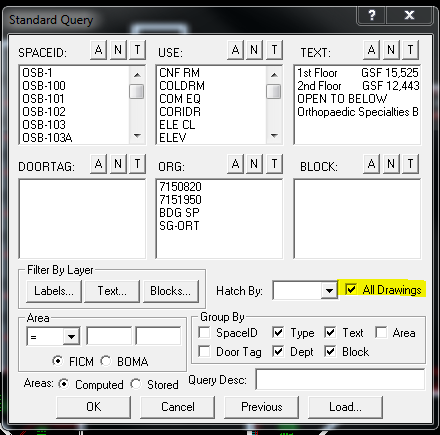 Standard Query
?
SPACEID: A N T USE: A N T TEXT: A N T
OSB-1
OSB-100
OSB-101
OSB-102
OSB-103
OSB-103A
CNF RM
COLDRM
COM EQ
CORIDR
ELE CL
ELEV
1st Floor GSF 15,525
2nd Floor GSF 12,443
OPEN TO BELOW
Orthopaedic Specialties B
DOORTAG: A N T ORG: A N T BLOCK: A N T
7150820
7151950
BDG SP
SG-ORT
Filter By Layer
Labels... Text... Blocks...
Hatch By: All Drawings
Area
=
FICM BOMA
Group By
SpaceID Type Text Area
Door Tag Dept Block
Areas: Computed Stored Query Desc:
OK Cancel Previous Load...